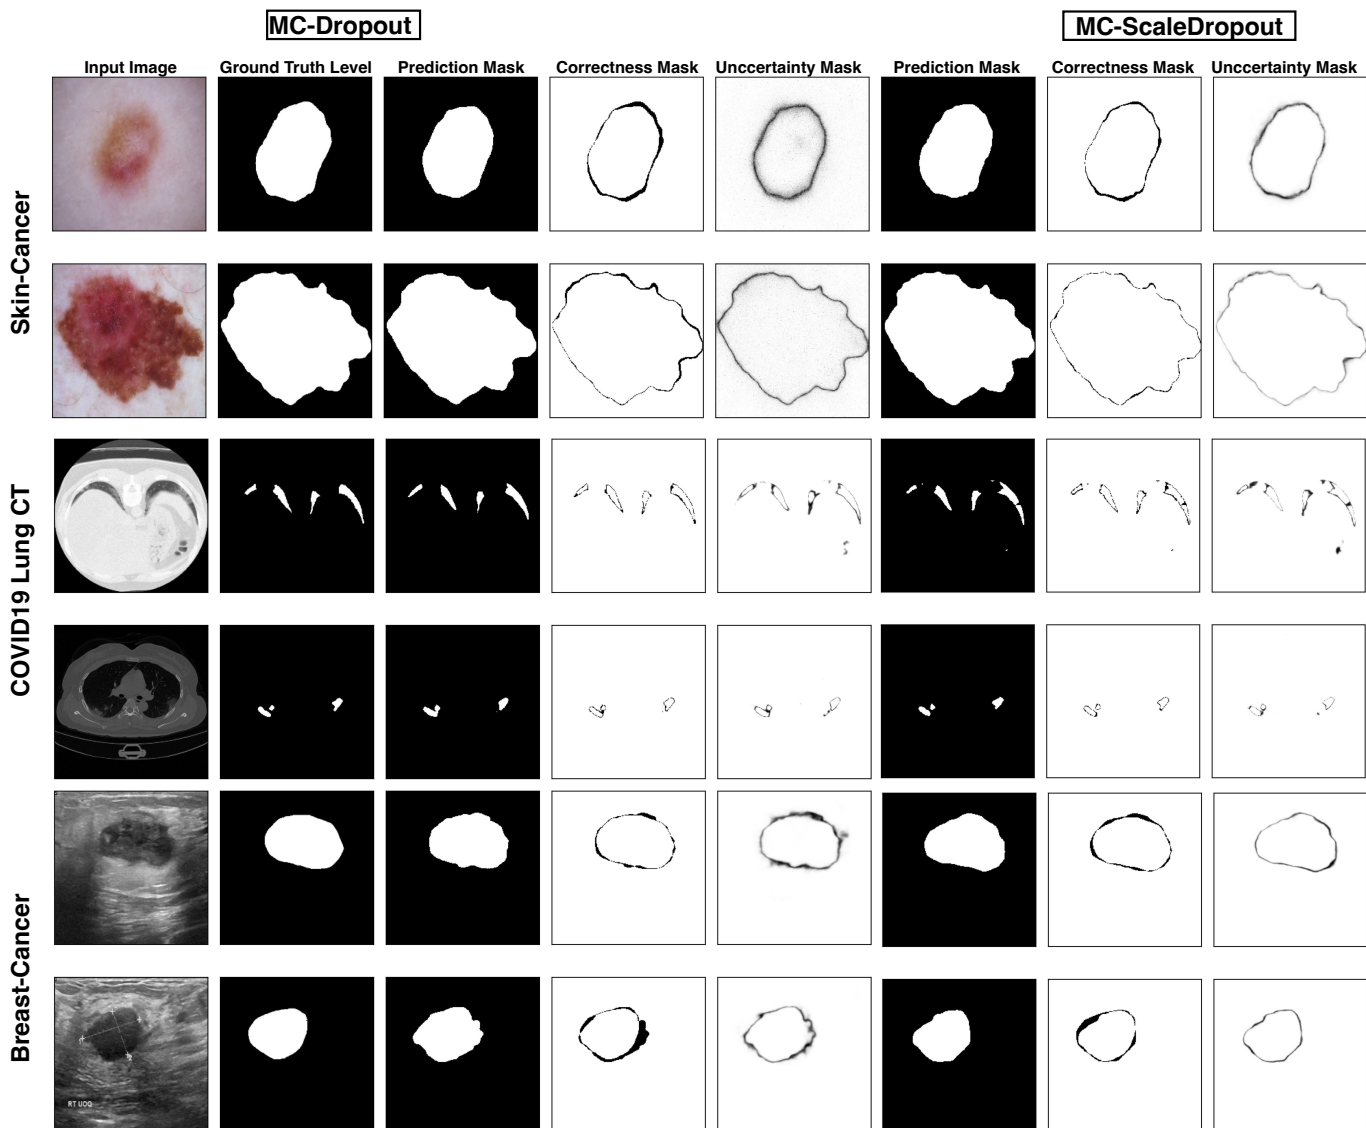 MC-Dropout
MC-ScaleDropout
Input Image
Ground Truth Level
Prediction Mask
Correctness Mask
Unccertainty Mask
Prediction Mask
Correctness Mask
Unccertainty Mask
Skin-Cancer
COVID19 Lung CT
Breast-Cancer
RT UOQ